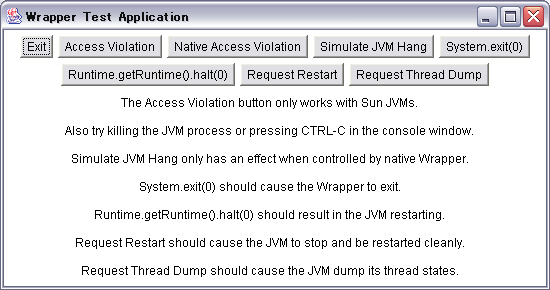 Wrapper Test Application
Exit Access Violation Native Access Violation Simulate JVM Hang System.exit(0)
Runtime.getRuntime().halt(0) Request Restart Request Thread Dump
The Access Violation button only works with Sun JVMs.
Also try killing the JVM process or pressing CTRL-C in the console window.
Simulate JVM Hang only has an effect when controlled by native Wrapper.
System.exit(0) should cause the Wrapper to exit.
Runtime.getRuntime().halt(0) should result in the JVM restarting.
Request Restart should cause the JVM to stop and be restarted cleanly.
Request Thread Dump should cause the JVM dump its thread states.